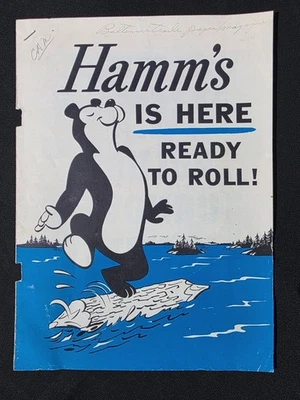 Hamm's
IS HERE
READY
TO ROLL!